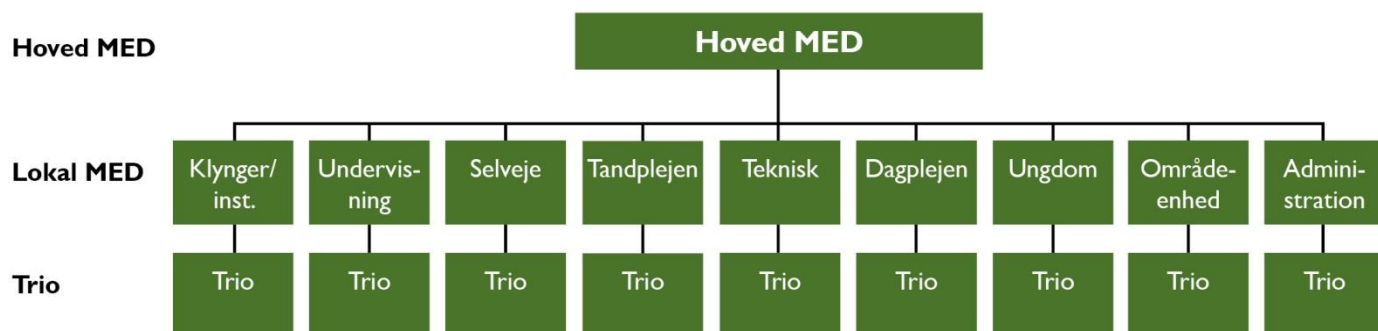 Hoved MED
Hoved MED
Lokal MED
Klynger/
inst.
Undervis-
ning
Selveje
Tandplejen
Teknisk
Dagplejen
Ungdom
Område-
enhed
Admini-
stration
Trio
Trio
Trio
Trio
Trio
Trio
Trio
Trio
Trio
Trio